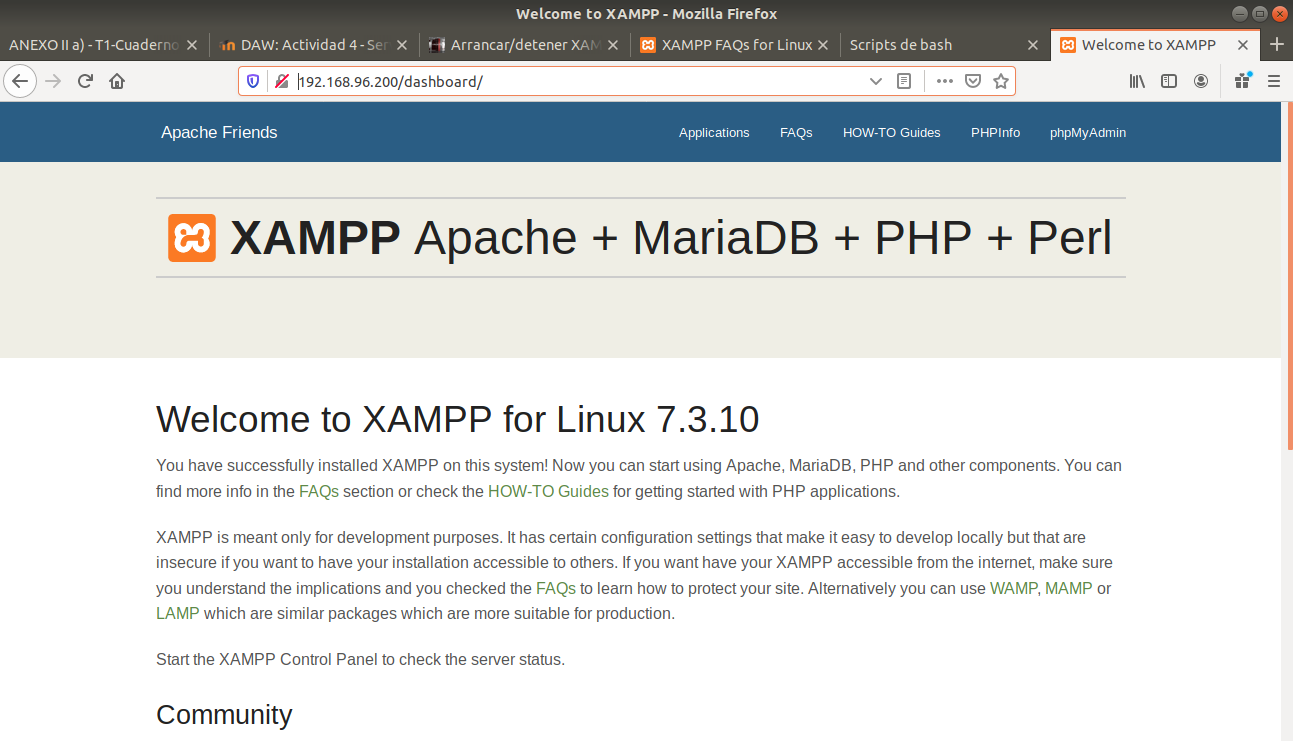 Welcome to XAMPP - Mozilla Firefox
ANEXO II a) - T1-Cuaderno
DAW: Actividad 4 - Ser
Arrancar/detener XAM
XAMPP FAQs for Linux
Scripts de bash
Welcome to XAMPP
192.168.96.200/dashboard/
Apache Friends
Applications
FAQs
HOW-TO Guides
PHPInfo
phpMyAdmin
XAMPP Apache + MariaDB + PHP + Perl
Welcome to XAMPP for Linux 7.3.10
You have successfully installed XAMPP on this system! Now you can start using Apache, MariaDB, PHP and other components. You can
find more info in the FAQs section or check the HOW-TO Guides for getting started with PHP applications.
XAMPP is meant only for development purposes. It has certain configuration settings that make it easy to develop locally but that are
insecure if you want to have your installation accessible to others. If you want have your XAMPP accessible from the internet, make sure
you understand the implications and you checked the FAQs to learn how to protect your site. Alternatively you can use WAMP, MAMP or
LAMP which are similar packages which are more suitable for production.
Start the XAMPP Control Panel to check the server status.
Community